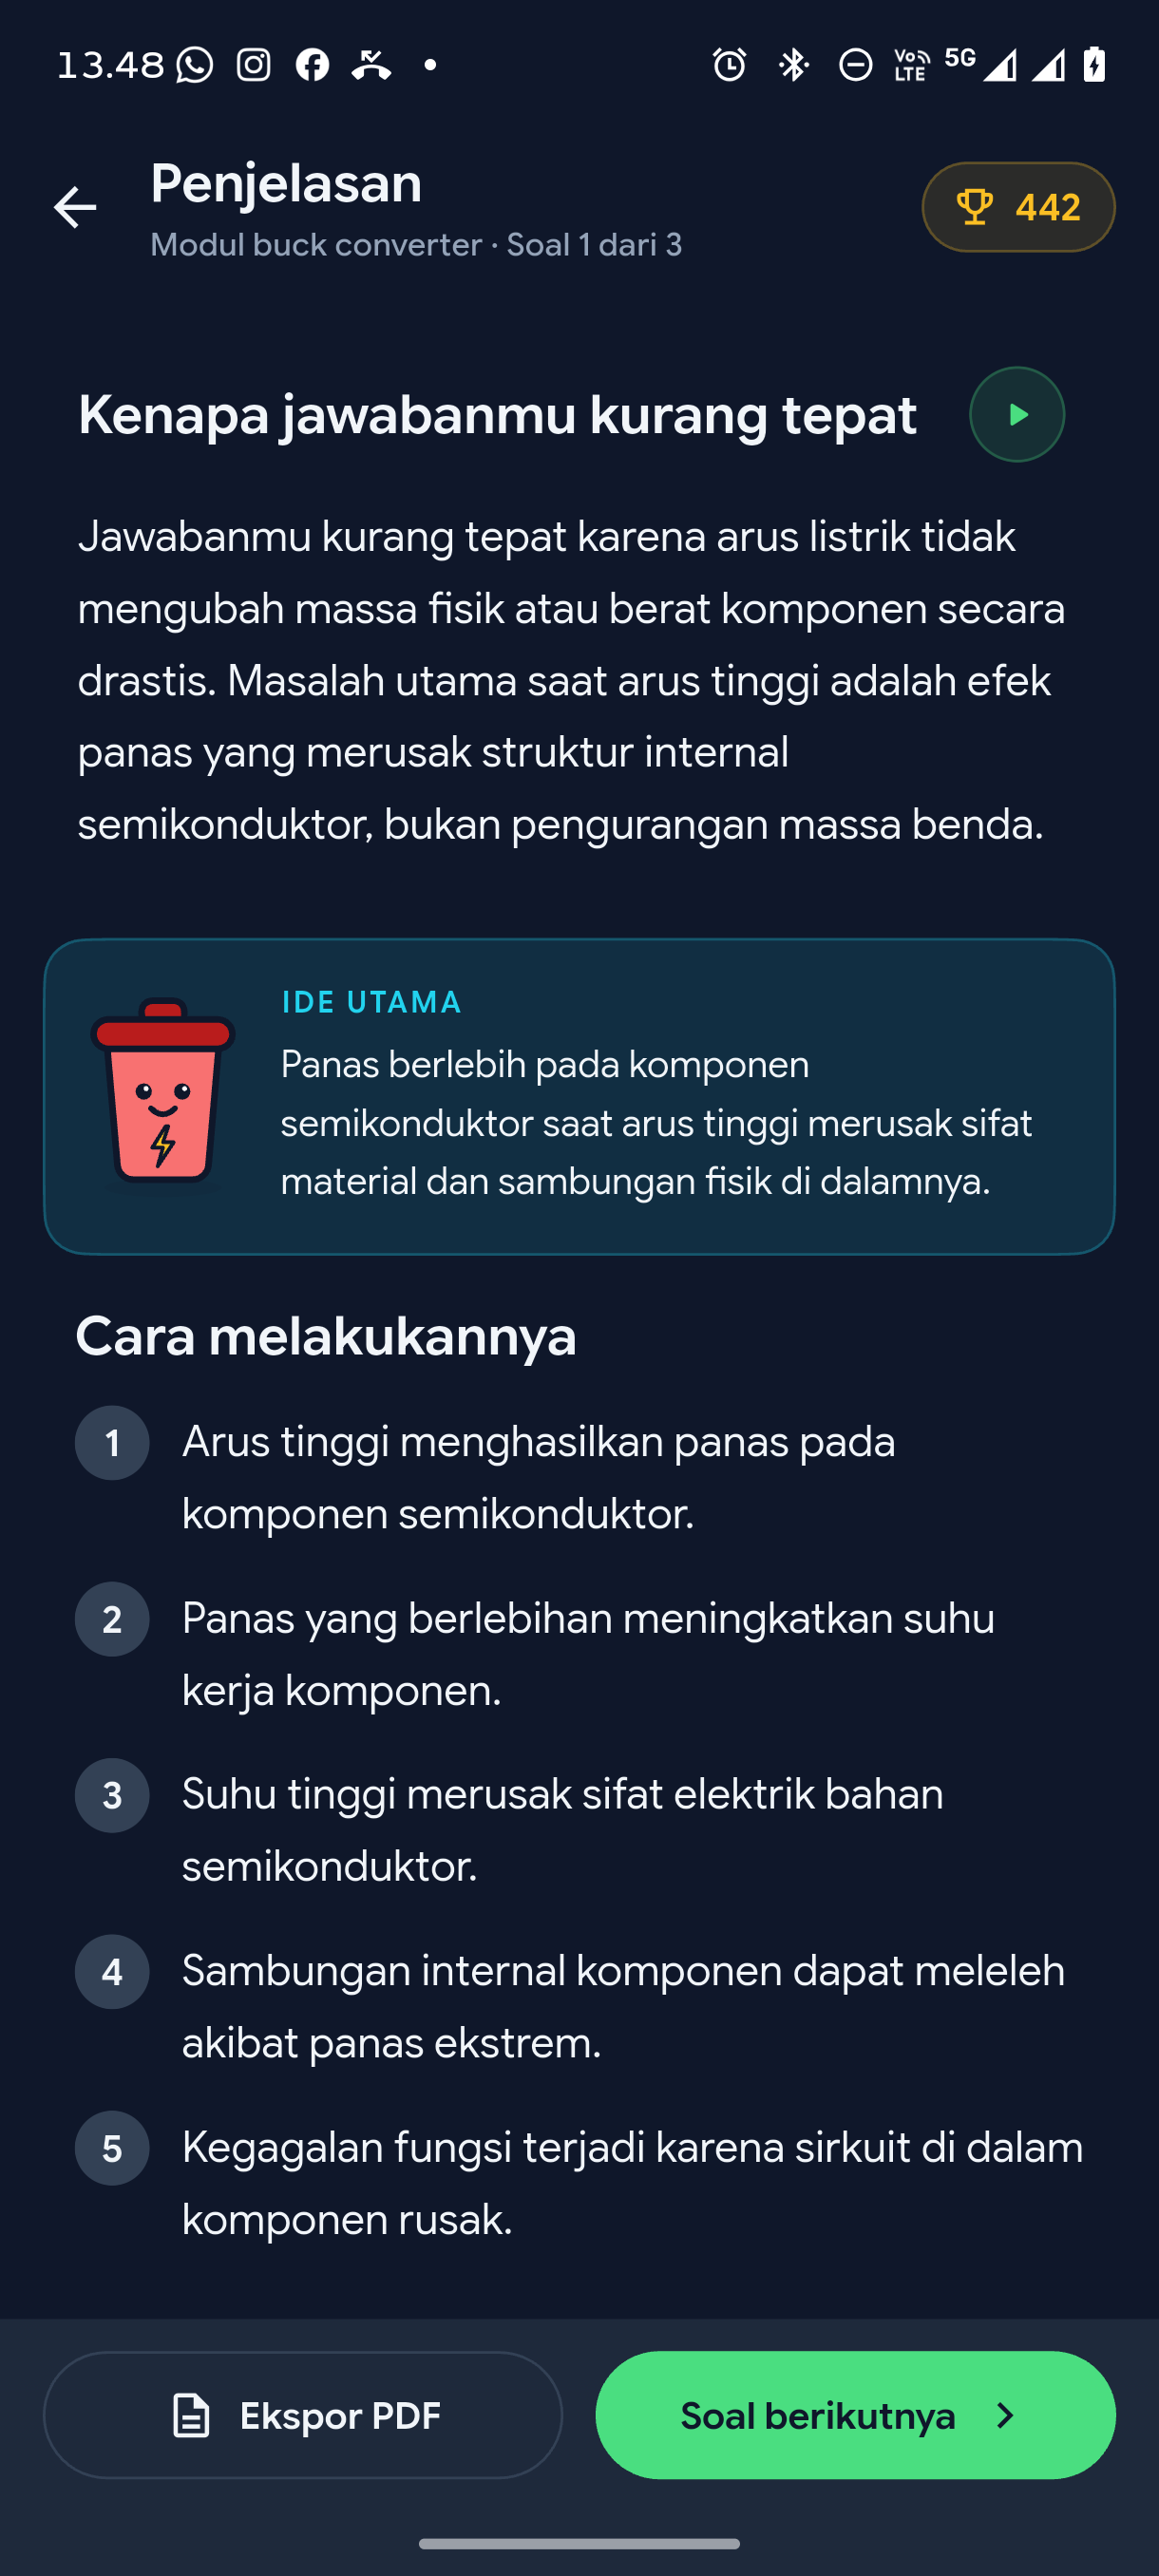 13.48
Vo LTE 5G
Penjelasan
Modul buck converter · Soal 1 dari 3
442
Kenapa jawabanmu kurang tepat
Jawabanmu kurang tepat karena arus listrik tidak
mengubah massa fisik atau berat komponen secara
drastis. Masalah utama saat arus tinggi adalah efek
panas yang merusak struktur internal
semikonduktor, bukan pengurangan massa benda.
IDE UTAMA
Panas berlebih pada komponen
semikonduktor saat arus tinggi merusak sifat
material dan sambungan fisik di dalamnya.
Cara melakukannya
1 Arus tinggi menghasilkan panas pada
komponen semikonduktor.
2 Panas yang berlebihan meningkatkan suhu
kerja komponen.
3 Suhu tinggi merusak sifat elektrik bahan
semikonduktor.
4 Sambungan internal komponen dapat meleleh
akibat panas ekstrem.
5 Kegagalan fungsi terjadi karena sirkuit di dalam
komponen rusak.
Ekspor PDF
Soal berikutnya